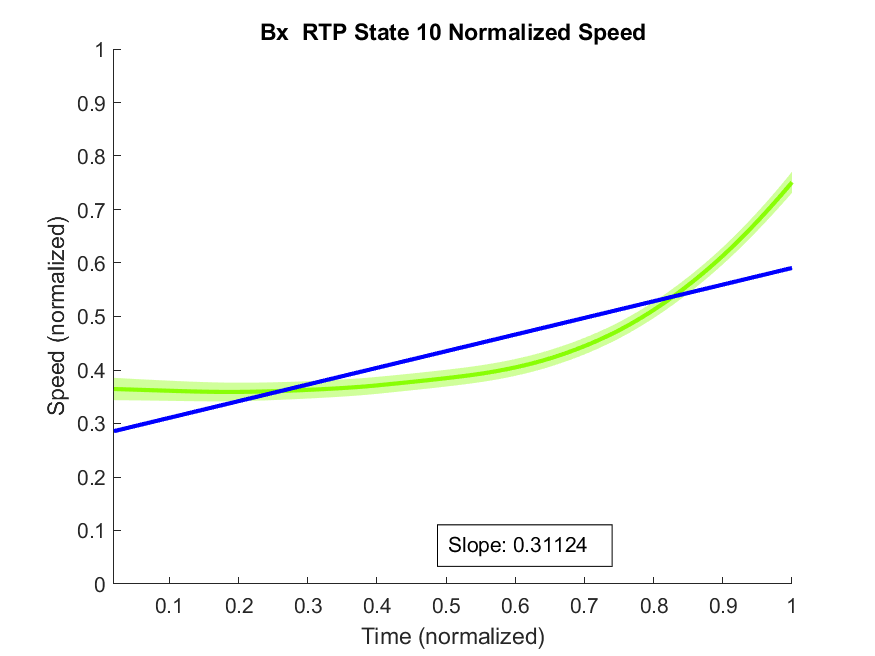 Bx  RTP State 10 Normalized Speed
1
0.9
0.8
0.7
0.6
0.5
0.4
0.3
0.2
0.1
0
Speed (normalized)
Slope: 0.31124
0.1 0.2 0.3 0.4 0.5 0.6 0.7 0.8 0.9 1
Time (normalized)